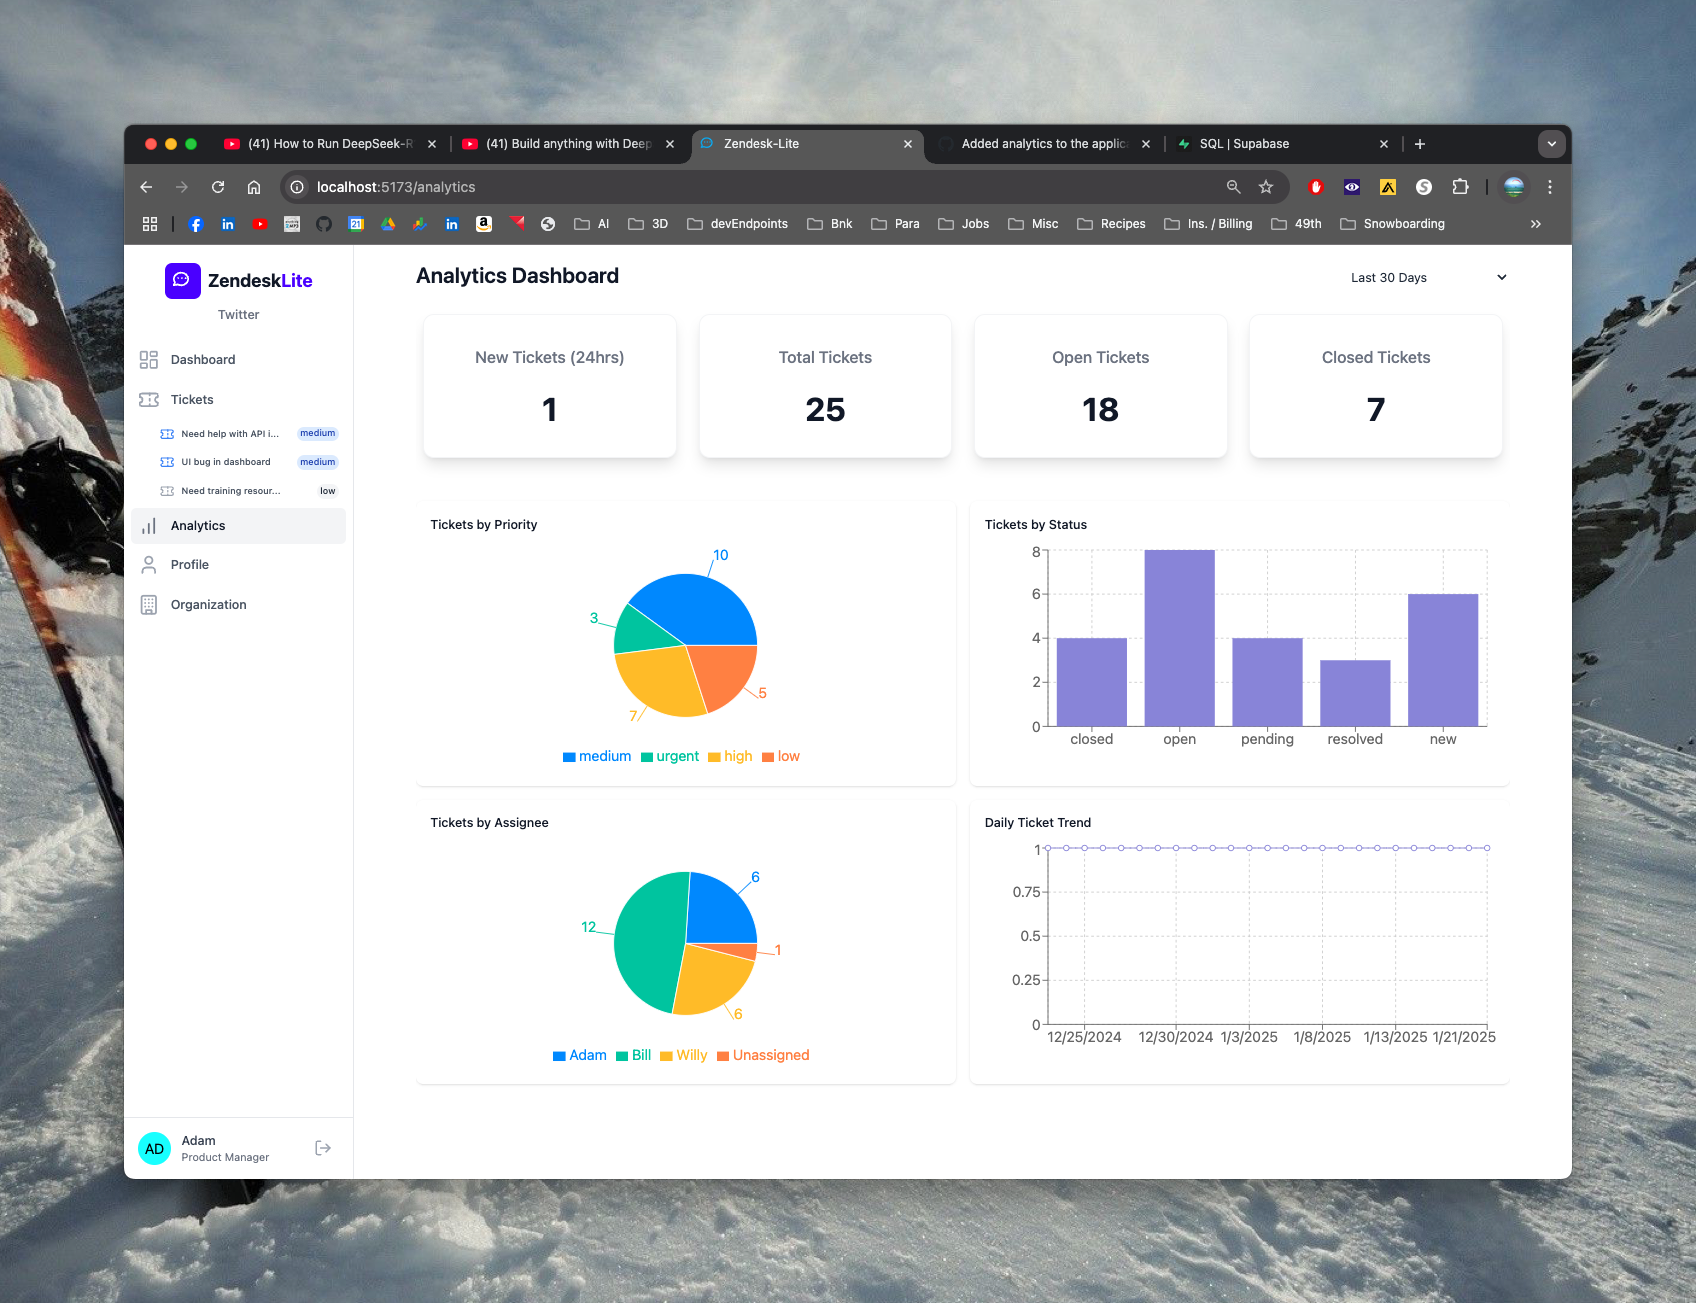 (41) How to Run DeepSeek-R
(41) Build anything with Deep
Zendesk-Lite
Added analytics to the applic
SQL | Supabase
localhost:5173/analytics
21
AI
3D
devEndpoints
Bnk
Para
Jobs
Misc
Recipes
Ins. / Billing
49th
Snowboarding
ZendeskLite
Twitter
Dashboard
Tickets
Need help with API i... medium
UI bug in dashboard medium
Need training resour... low
Analytics
Profile
Organization
AD
Adam
Product Manager
Analytics Dashboard
Last 30 Days
New Tickets (24hrs)
1
Total Tickets
25
Open Tickets
18
Closed Tickets
7
Tickets by Priority
10
3
5
7
medium urgent high low
Tickets by Status
8
6
4
2
0
closed open pending resolved new
Tickets by Assignee
6
12
1
6
Adam Bill Willy Unassigned
Daily Ticket Trend
1
0.75
0.5
0.25
0
12/25/2024 12/30/2024 1/3/2025 1/8/2025 1/13/2025 1/21/2025